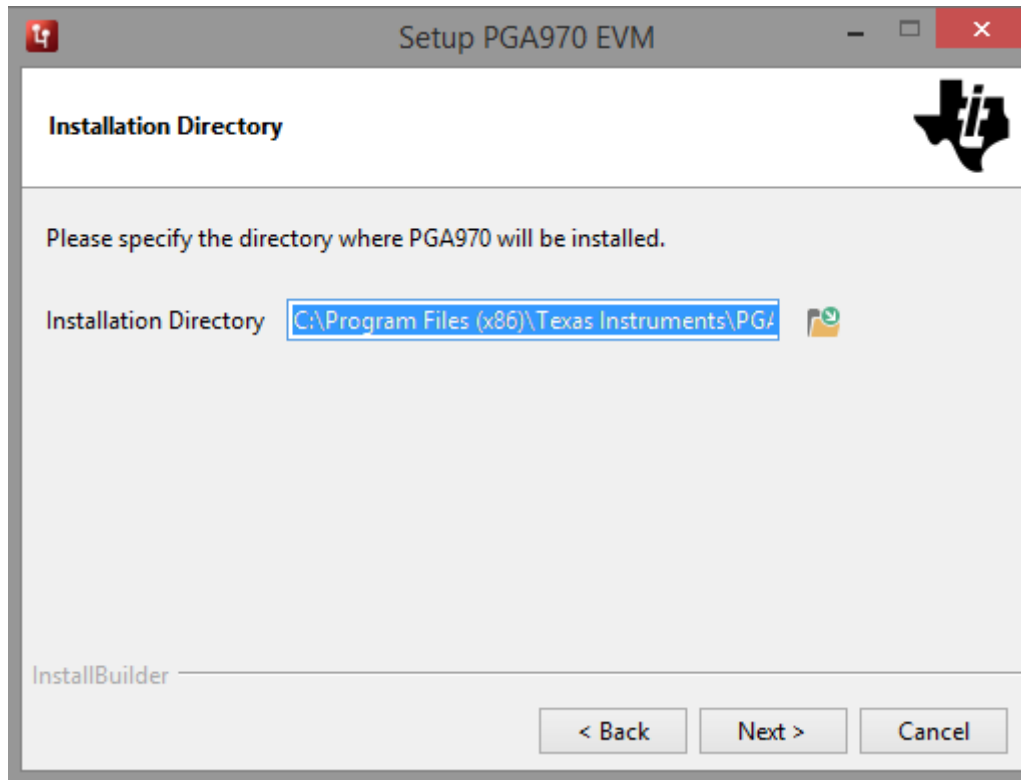 Setup PGA970 EVM
Installation Directory
Please specify the directory where PGA970 will be installed.
Installation Directory C:\Program Files (x86)\Texas Instruments\PGA
InstallBuilder
< Back Next > Cancel